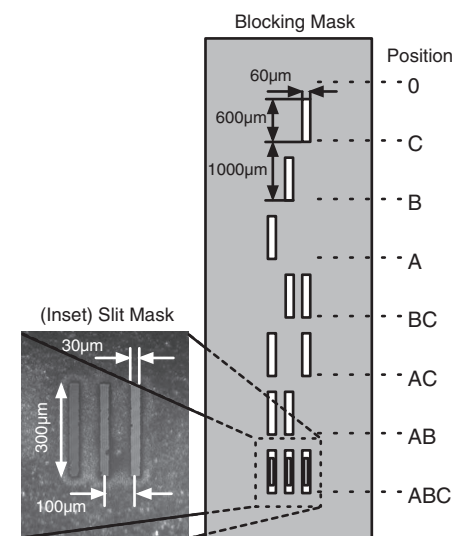 Blocking Mask
Position
60µm
0
600µm
C
1000µm
B
A
BC
(Inset) Slit Mask
30µm
AC
300µm
AB
100µm
ABC